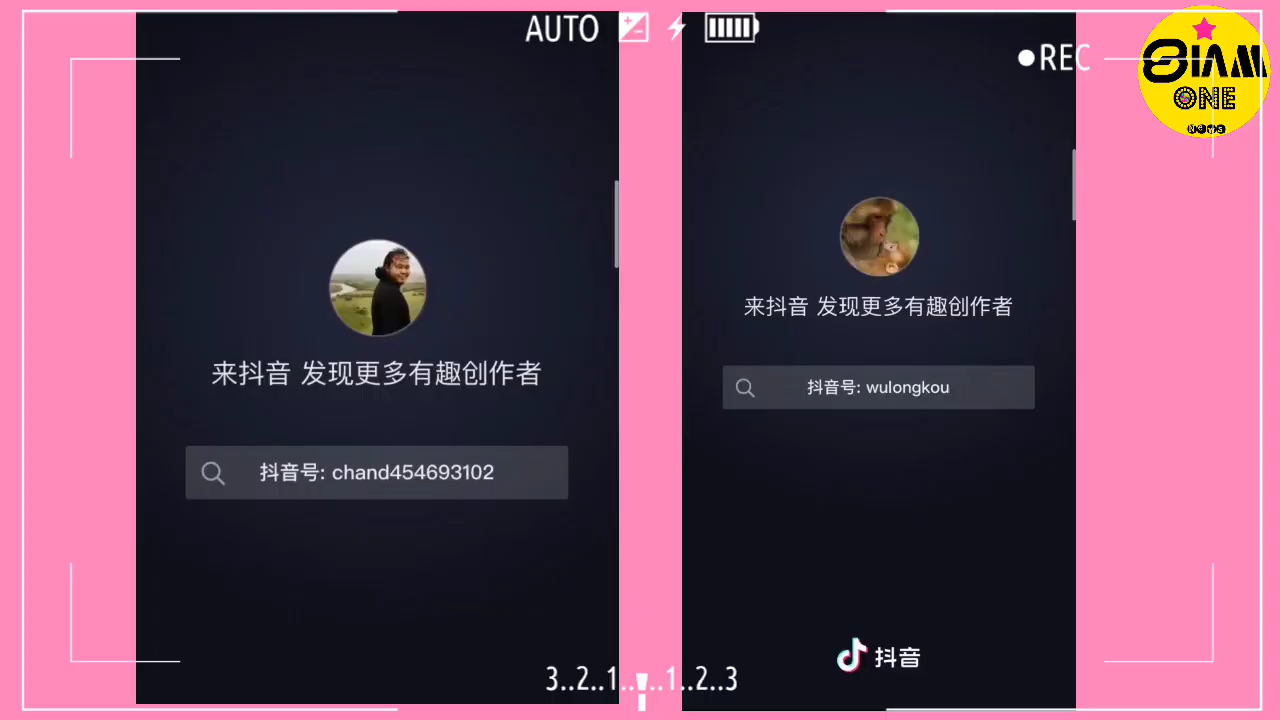 AUTO
REC
SIAM
ONE
News
来抖音 发现更多有趣创作者
抖音号: chand454693102
来抖音 发现更多有趣创作者
抖音号: wulongkou
抖音
3..2..1..!..1..2..3